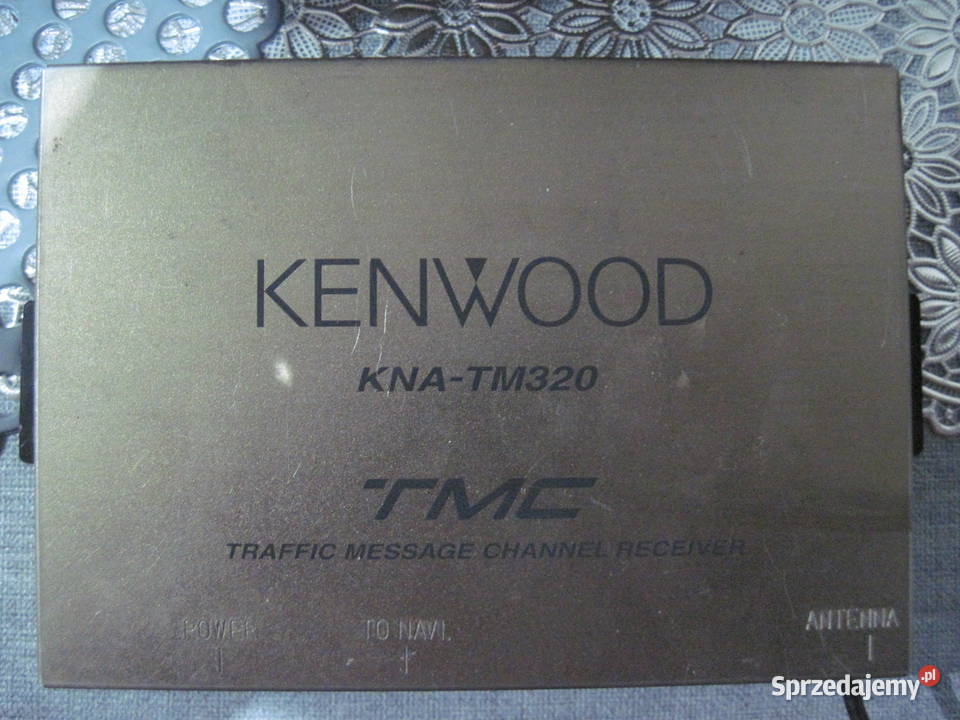 KENWOOD
KNA-TM320
TMC
TRAFFIC MESSAGE CHANNEL RECEIVER
POWER TO NAVI. ANTENNA
Sprzedajemy.pl